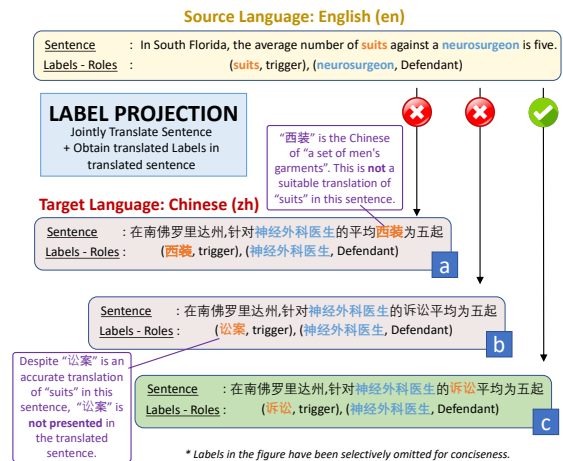 Source Language: English (en)
Sentence : In South Florida, the average number of suits against a neurosurgeon is five.
Labels - Roles : (suits, trigger), (neurosurgeon, Defendant)
LABEL PROJECTION
Jointly Translate Sentence
+ Obtain translated Labels in
translated sentence
“西装” is the Chinese
of “a set of men's
garments”. This is not a
suitable translation of
“suits” in this sentence.
Target Language: Chinese (zh)
Sentence : 在南佛罗里达州,针对神经外科医生的平均西装为五起
Labels - Roles : (西装, trigger), (神经外科医生, Defendant)
a
Sentence : 在南佛罗里达州,针对神经外科医生的诉讼平均为五起
Labels - Roles : (讼案, trigger), (神经外科医生, Defendant)
b
Despite “讼案” is an
accurate translation
of “suits” in this
sentence, “讼案” is
not presented in
the translated
sentence.
Sentence : 在南佛罗里达州,针对神经外科医生的诉讼平均为五起
Labels - Roles : (诉讼, trigger), (神经外科医生, Defendant)
c
* Labels in the figure have been selectively omitted for conciseness.